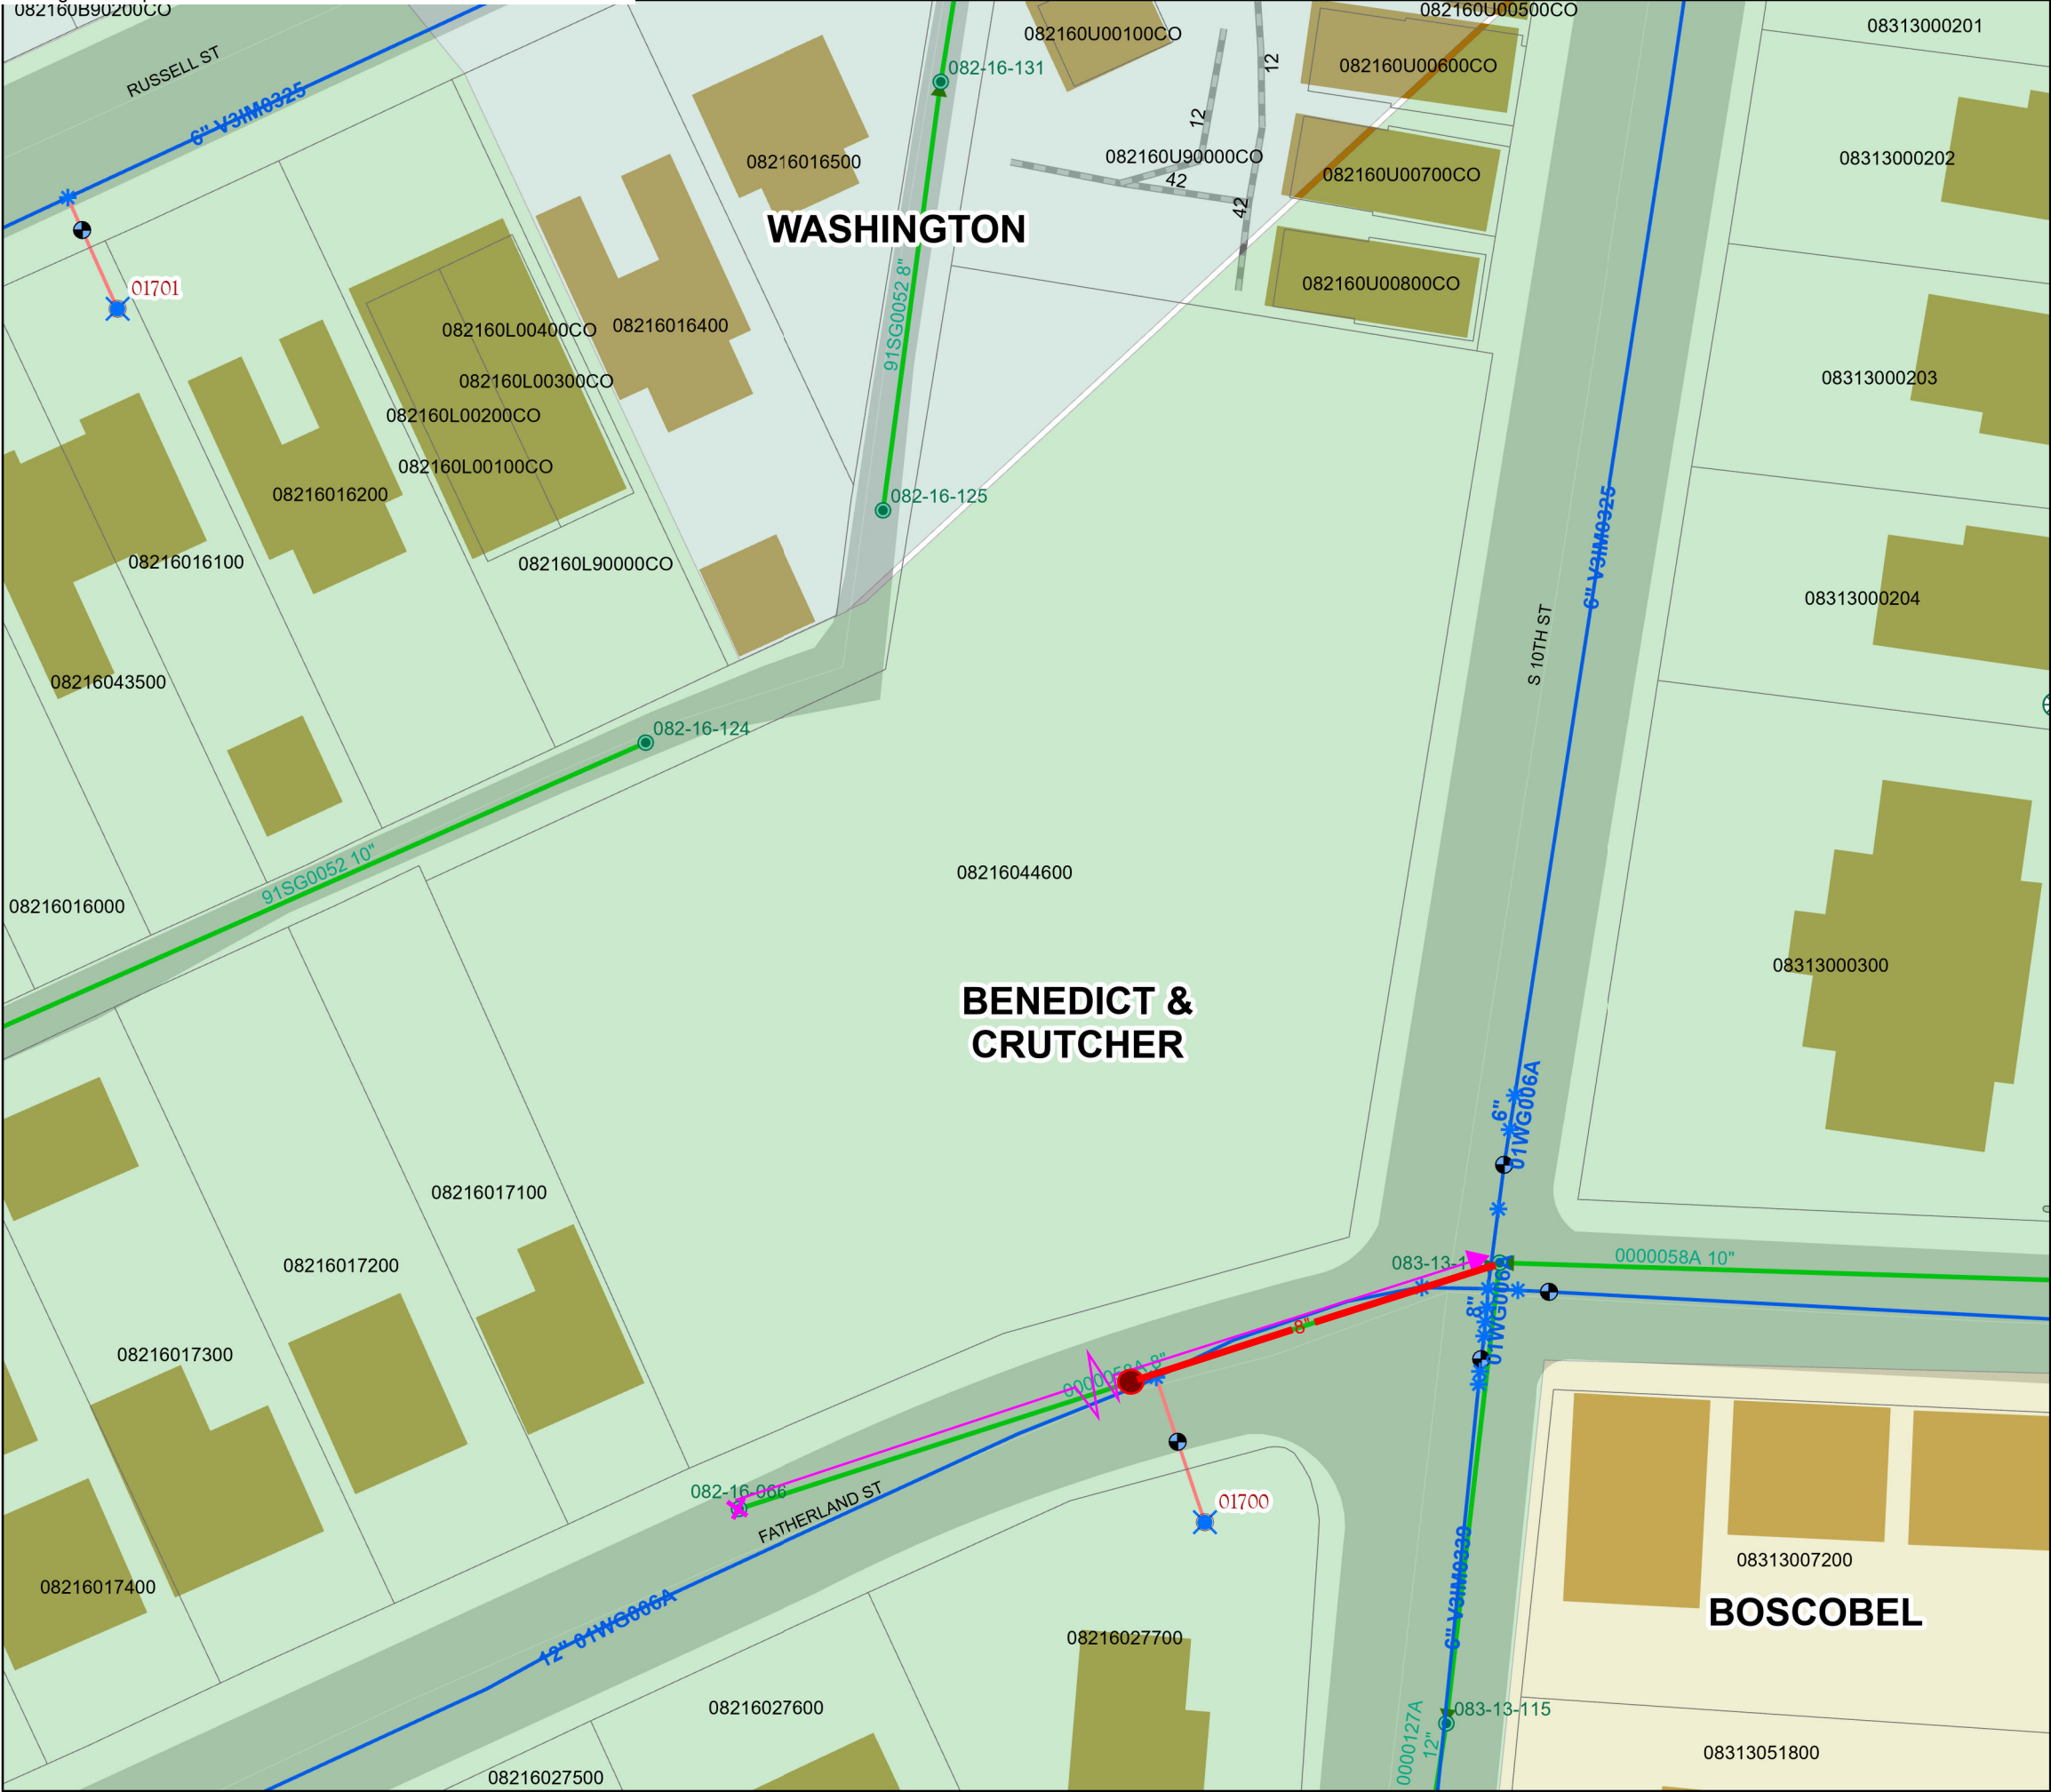 082160B90200CO
082160U00500CO
08313000201
082160U00100CO
RUSSELL ST
12
082160U00600CO
082-16-131
6" V3IM0325
12
082160U90000CO
08313000202
08216016500
42
082160U00700CO
42
WASHINGTON
01701
91SG0052 8"
082160U00800CO
082160L00400CO
08216016400
082160L00300CO
08313000203
082160L00200CO
082160L00100CO
08216016200
082-16-125
6" V3IM0325
08216016100
082160L90000CO
08313000204
S 10TH ST
08216043500
082-16-124
91SG0052 10"
08216044600
08216016000
08313000300
BENEDICT &
CRUTCHER
6"
01WG006A
08216017100
08216017200
083-13-1
0000058A 10"
8"
01WG006A
8"
08216017300
0000058A 8"
082-16-066
FATHERLAND ST
01700
08313007200
08216017400
6" V3IM0339
BOSCOBEL
12" 01WG006A
08216027700
08216027600
083-13-115
0000127A
12"
08313051800
08216027500